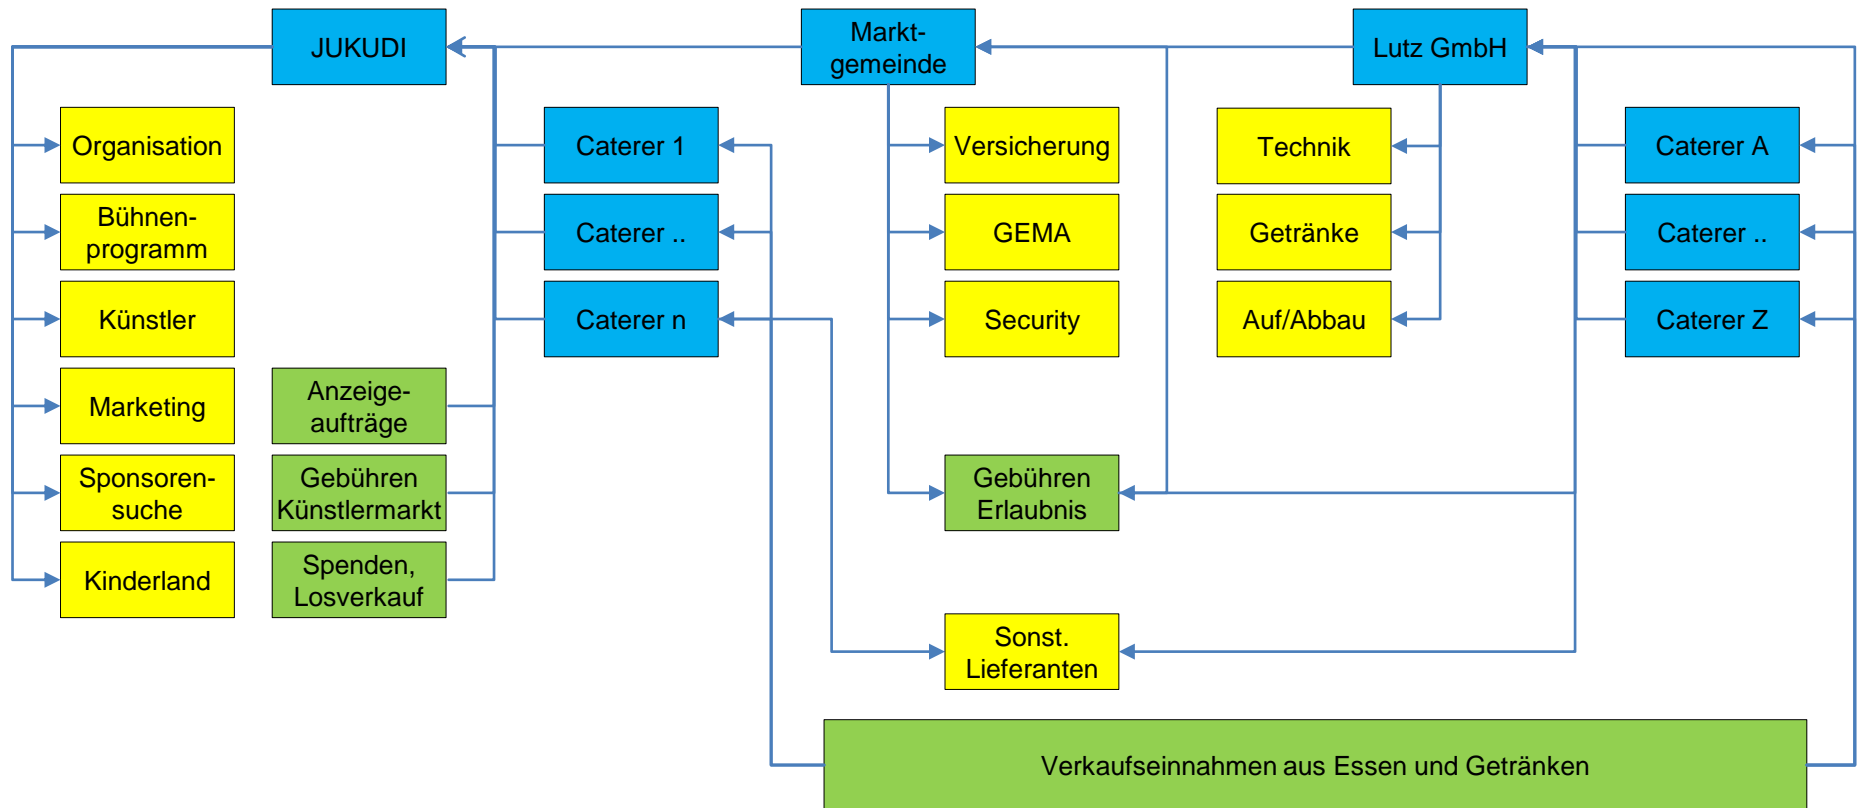 JUKUDI
Markt-
gemeinde
Lutz GmbH
Organisation
Caterer 1
Versicherung
Technik
Caterer A
Bühnen-
programm
Caterer ..
GEMA
Getränke
Caterer ..
Künstler
Caterer n
Security
Auf/Abbau
Caterer Z
Marketing
Anzeige-
aufträge
Sponsoren-
suche
Gebühren
Künstlermarkt
Gebühren
Erlaubnis
Kinderland
Spenden,
Losverkauf
Sonst.
Lieferanten
Verkaufseinnahmen aus Essen und Getränken